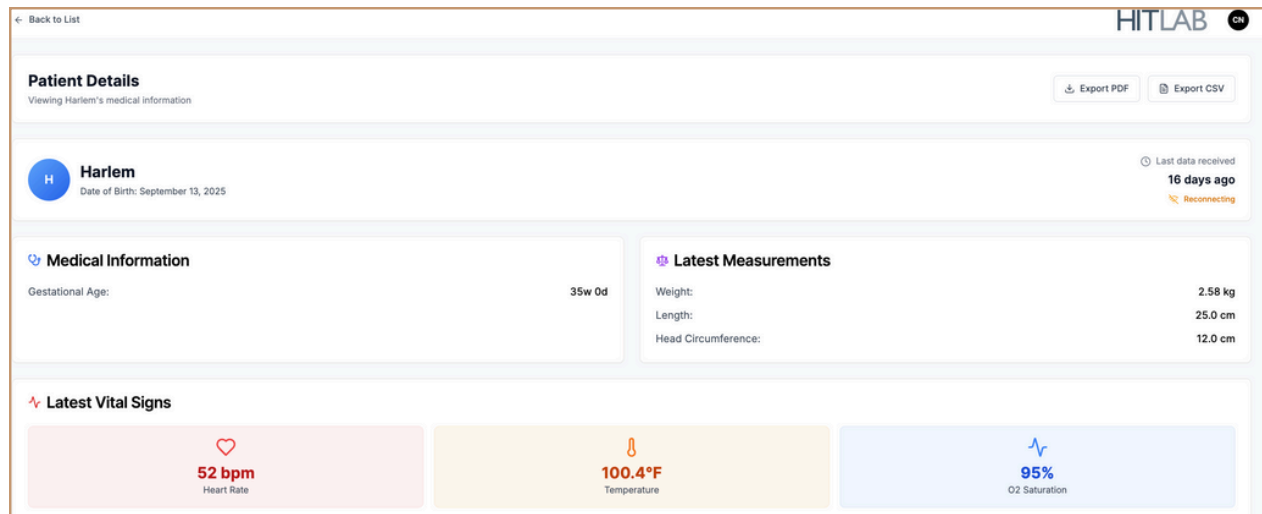 ← Back to List
HITLAB CN
Patient Details
Viewing Harlem's medical information
Export PDF
Export CSV
H
Harlem
Date of Birth: September 13, 2025
Last data received
16 days ago
Reconnecting
Medical Information
Gestational Age: 35w 0d
Latest Measurements
Weight: 2.58 kg
Length: 25.0 cm
Head Circumference: 12.0 cm
Latest Vital Signs
52 bpm
Heart Rate
100.4°F
Temperature
95%
O2 Saturation